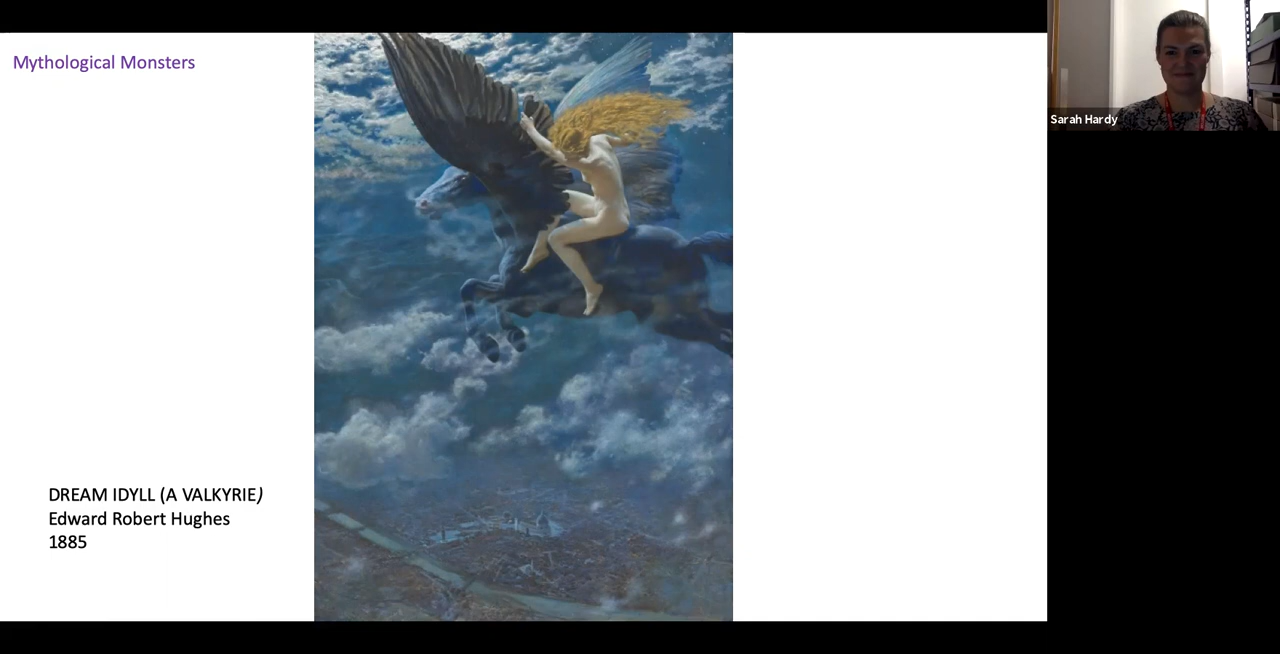 Mythological Monsters
Sarah Hardy
DREAM IDYLL (A VALKYRIE)
Edward Robert Hughes
1885